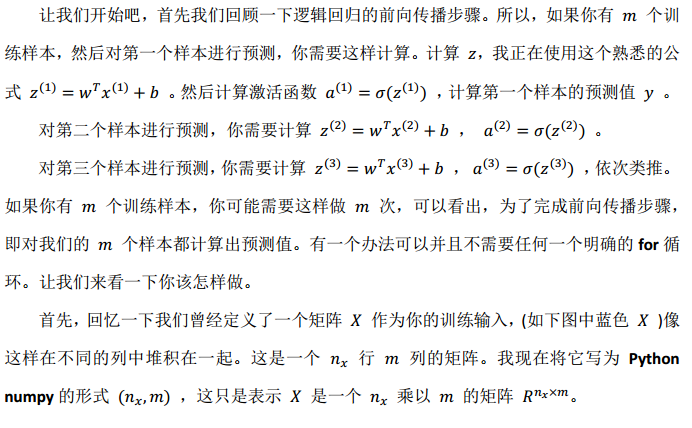 让我们开始吧，首先我们回顾一下逻辑回归的前向传播步骤。所以，如果你有 m 个训
练样本，然后对第一个样本进行预测，你需要这样计算。计算 z，我正在使用这个熟悉的公
式 z⁽¹⁾ = wᵀx⁽¹⁾ + b 。然后计算激活函数 a⁽¹⁾ = σ(z⁽¹⁾) ，计算第一个样本的预测值 y 。
对第二个样本进行预测，你需要计算 z⁽²⁾ = wᵀx⁽²⁾ + b ， a⁽²⁾ = σ(z⁽²⁾) 。
对第三个样本进行预测，你需要计算 z⁽³⁾ = wᵀx⁽³⁾ + b ， a⁽³⁾ = σ(z⁽³⁾) ，依次类推。
如果你有 m 个训练样本，你可能需要这样做 m 次，可以看出，为了完成前向传播步骤，
即对我们的 m 个样本都计算出预测值。有一个办法可以并且不需要任何一个明确的 for 循
环。让我们来看一下你该怎样做。
首先，回忆一下我们曾经定义了一个矩阵 X 作为你的训练输入，(如下图中蓝色 X )像
这样在不同的列中堆积在一起。这是一个 nₓ 行 m 列的矩阵。我现在将它写为 Python
numpy 的形式 (nₓ, m) ，这只是表示 X 是一个 nₓ 乘以 m 的矩阵 Rⁿₓ×ᵐ。